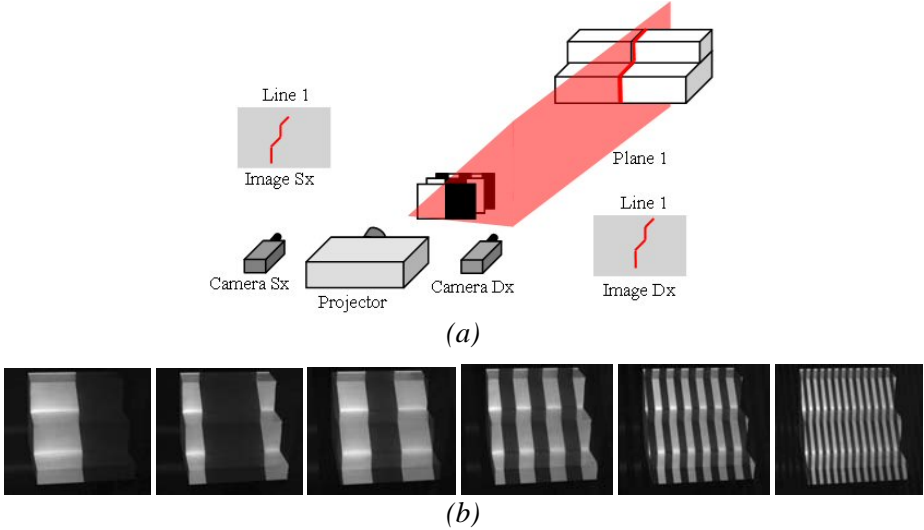 Line 1
Image Sx
Plane 1
Line 1
Camera Sx
Projector
Camera Dx
Image Dx
(a)
(b)